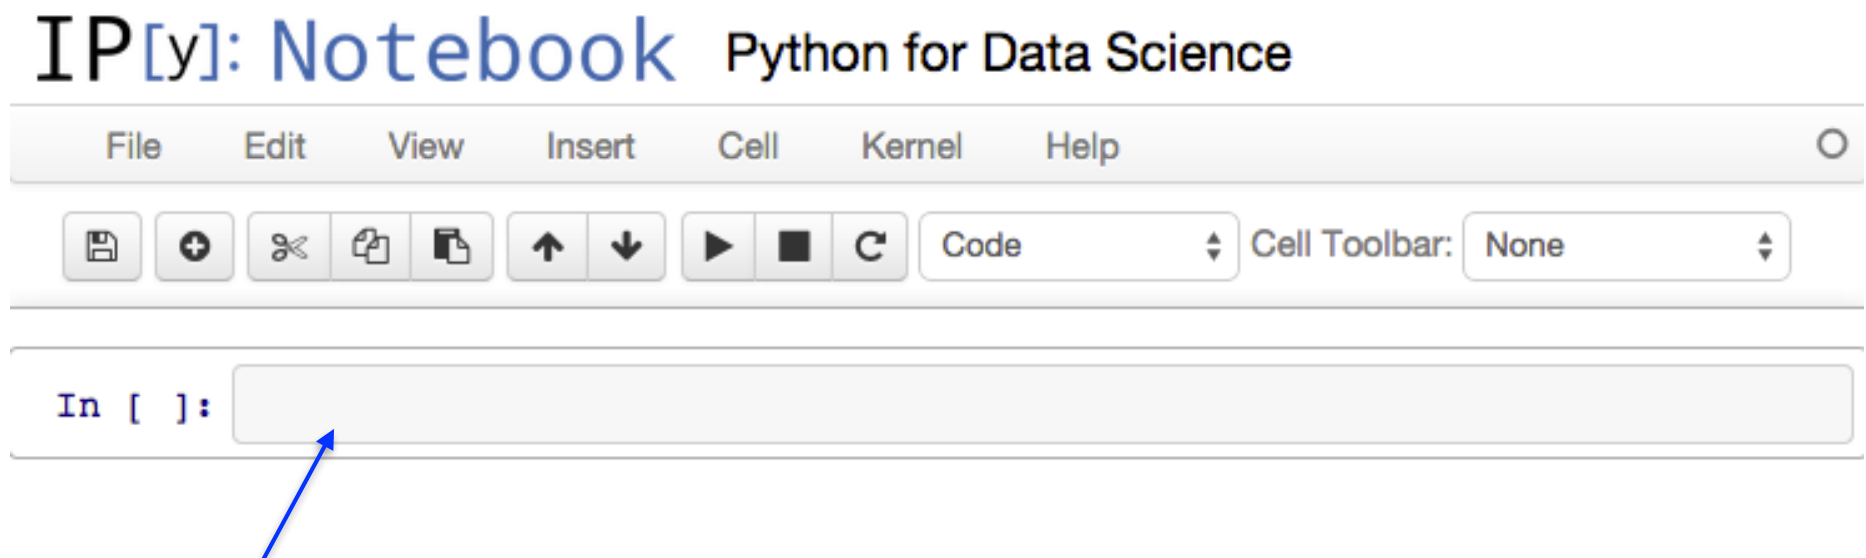 IP[y]: Notebook Python for Data Science
File Edit View Insert Cell Kernel Help
Code Cell Toolbar: None
In [ ]: